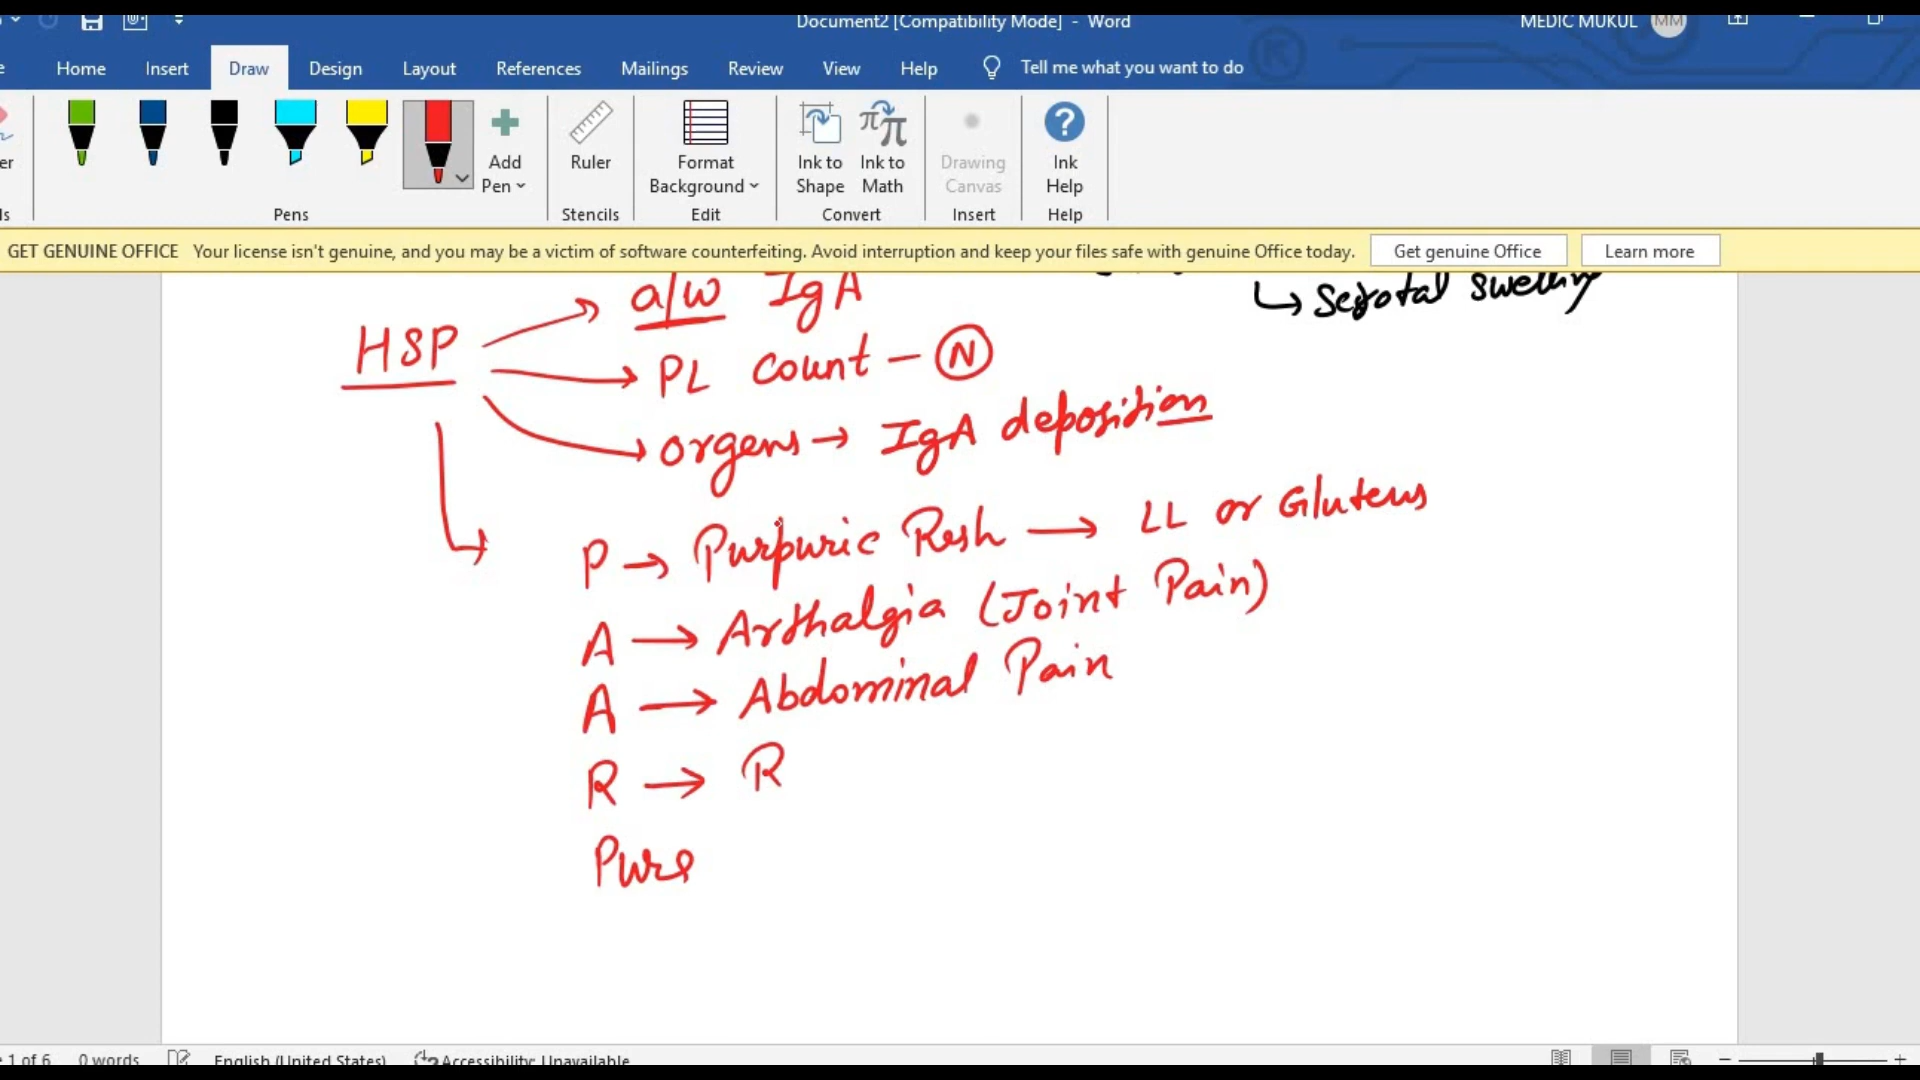 Document2 [Compatibility Mode] - Word
MEDIC MUKUL MM
Home Insert Draw Design Layout References Mailings Review View Help Tell me what you want to do
Add Pen
Ruler
Format Background
Ink to Shape
Ink to Math
Drawing Canvas
Ink Help
Pens Stencils Edit Convert Insert Help
GET GENUINE OFFICE Your license isn't genuine, and you may be a victim of software counterfeiting. Avoid interruption and keep your files safe with genuine Office today. Get genuine Office Learn more
a/w IgA
↳ Scrotal swelling
HSP
PL count - N
orgens → IgA deposition
P → Purpuric Resh → LL or Gluteus
A → Arthalgia (Joint Pain)
A → Abdominal Pain
R → R
Pure
1 of 6 0 words English (United States) Accessibility: Unavailable